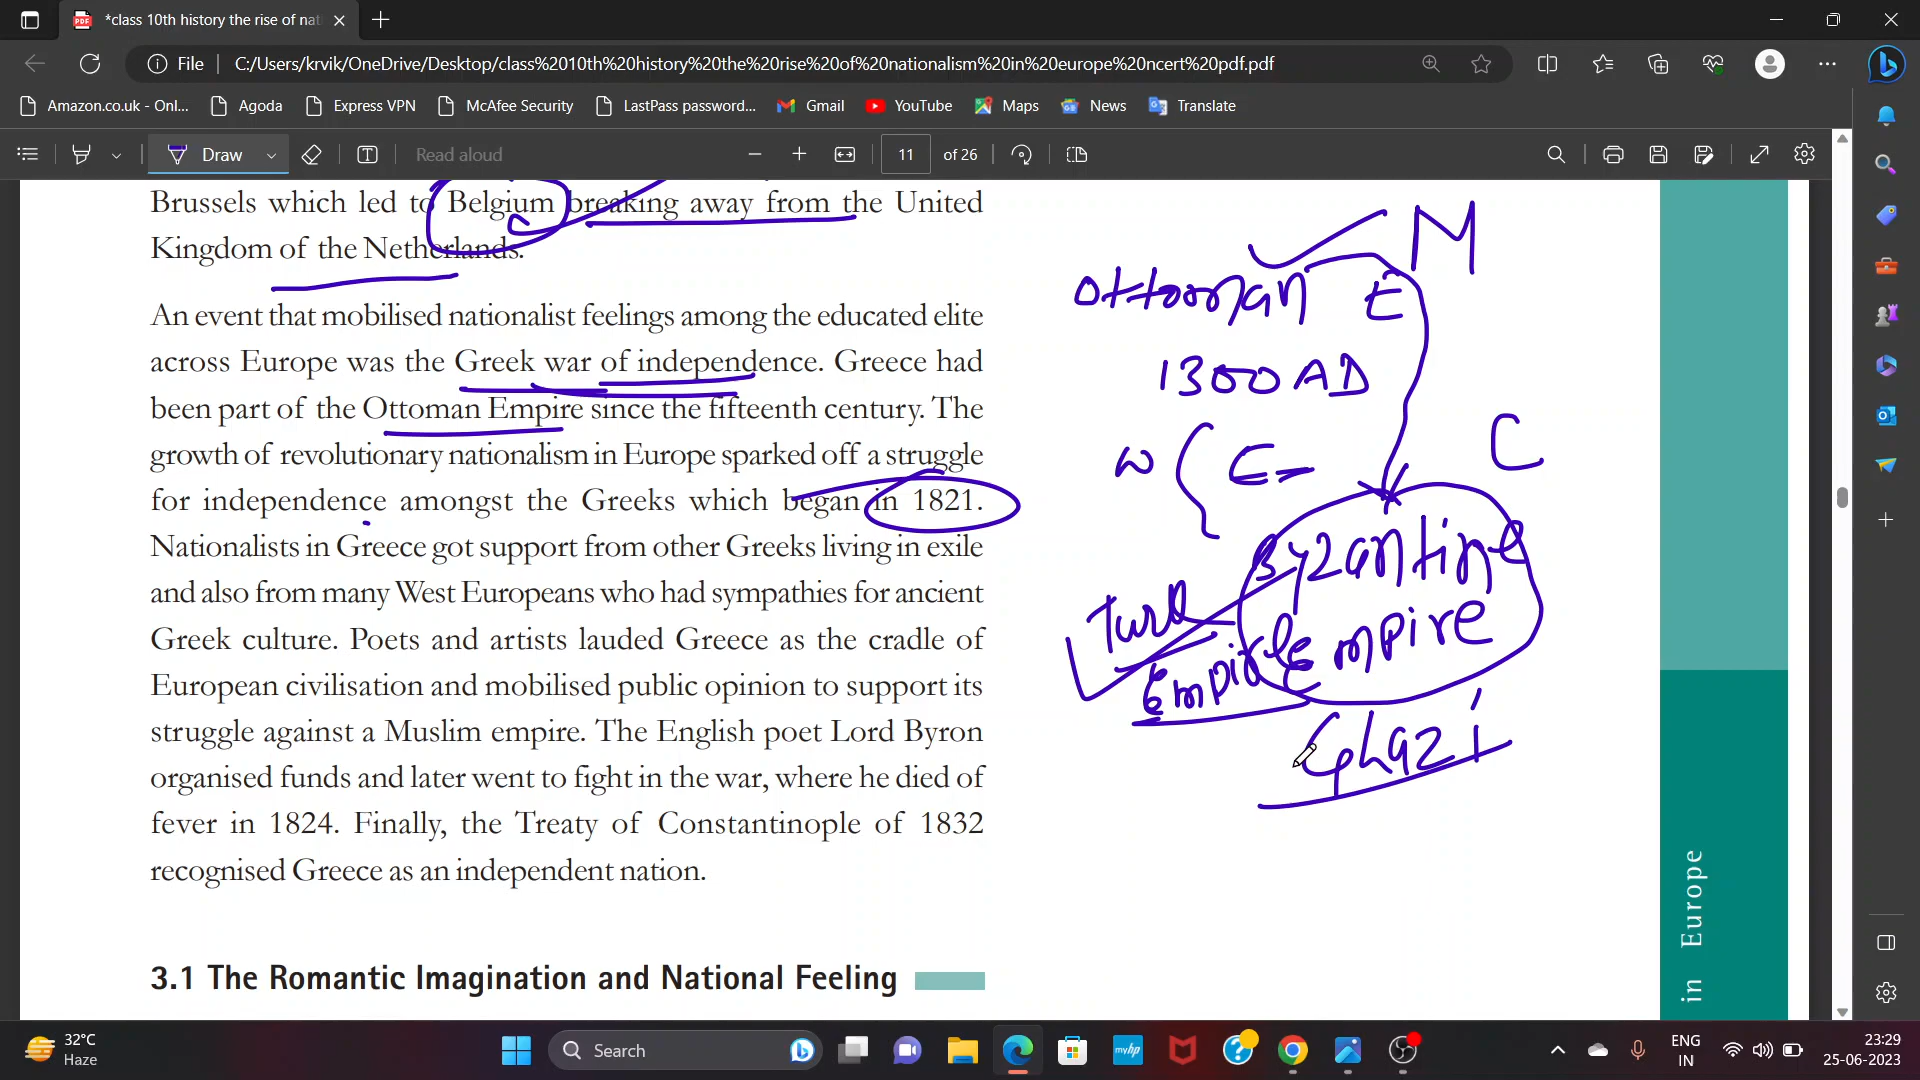 *class 10th history the rise of nat
File
C:/Users/krvik/OneDrive/Desktop/class%2010th%20history%20the%20rise%20of%20nationalism%20in%20europe%20ncert%20pdf.pdf
Amazon.co.uk - Onl...
Agoda
Express VPN
McAfee Security
LastPass password...
Gmail
YouTube
Maps
News
Translate
Draw
Read aloud
11
of 26
Brussels which led to Belgium breaking away from the United
Kingdom of the Netherlands.
An event that mobilised nationalist feelings among the educated elite
across Europe was the Greek war of independence. Greece had
been part of the Ottoman Empire since the fifteenth century. The
growth of revolutionary nationalism in Europe sparked off a struggle
for independence amongst the Greeks which began in 1821.
Nationalists in Greece got support from other Greeks living in exile
and also from many West Europeans who had sympathies for ancient
Greek culture. Poets and artists lauded Greece as the cradle of
European civilisation and mobilised public opinion to support its
struggle against a Muslim empire. The English poet Lord Byron
organised funds and later went to fight in the war, where he died of
fever in 1824. Finally, the Treaty of Constantinople of 1832
recognised Greece as an independent nation.
3.1 The Romantic Imagination and National Feeling
M
Ottoman E
1300 AD
W
E
C
Byzantine
Empire
Turk
Empire
Ghazi
in Europe
32°C
Haze
Search
myhp
ENG
IN
23:29
25-06-2023